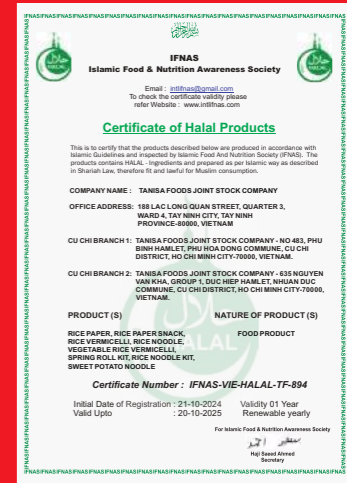 IFNAS
Islamic Food & Nutrition Awareness Society
Email : intlifnas@gmail.com
To check the certificate validity please
refer Website : www.intlifnas.com
Certificate of Halal Products
This is to certify that the products described below are produced in accordance with
Islamic Guidelines and inspected by Islamic Food And Nutrition Society (IFNAS). The
products contains HALAL - Ingredients and prepared as per Islamic way as described
in Shariah Law, therefore fit and lawful for Muslim consumption.
COMPANY NAME : TANISA FOODS JOINT STOCK COMPANY
OFFICE ADDRESS: 188 LAC LONG QUAN STREET, QUARTER 3,
WARD 4, TAY NINH CITY, TAY NINH
PROVINCE-80000, VIETNAM
CU CHI BRANCH 1: TANISA FOODS JOINT STOCK COMPANY - NO 483, PHU
BINH HAMLET, PHU HOA DONG COMMUNE, CU CHI
DISTRICT, HO CHI MINH CITY-70000, VIETNAM.
CU CHI BRANCH 2: TANISA FOODS JOINT STOCK COMPANY - 635 NGUYEN
VAN KHA, GROUP 1, DUC HIEP HAMLET, NHUAN DUC
COMMUNE, CU CHI DISTRICT, HO CHI MINH CITY-70000,
VIETNAM.
PRODUCT (S) NATURE OF PRODUCT (S)
RICE PAPER, RICE PAPER SNACK, FOOD PRODUCT
RICE VERMICELLI, RICE NOODLE,
VEGETABLE RICE VERMICELLI,
SPRING ROLL KIT, RICE NOODLE KIT,
SWEET POTATO NOODLE
HALAL
Certificate Number : IFNAS-VIE-HALAL-TF-894
Initial Date of Registration : 21-10-2024 Validity 01 Year
Valid Upto : 20-10-2025 Renewable yearly
For Islamic Food & Nutrition Awareness Society
Haji Saeed Ahmed
Secretary